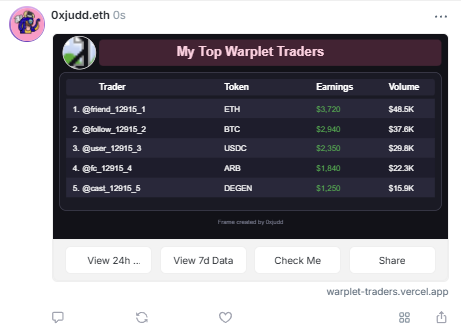 0xjudd.eth 0s
My Top Warplet Traders
Trader Token Earnings Volume
1. @friend_12915_1 ETH $3,720 $48.5K
2. @follow_12915_2 BTC $2,940 $37.6K
3. @user_12915_3 USDC $2,350 $29.8K
4. @fc_12915_4 ARB $1,840 $22.3K
5. @cast_12915_5 DEGEN $1,250 $15.9K
Frame created by 0xjudd
View 24h ... View 7d Data Check Me Share
warplet-traders.vercel.app